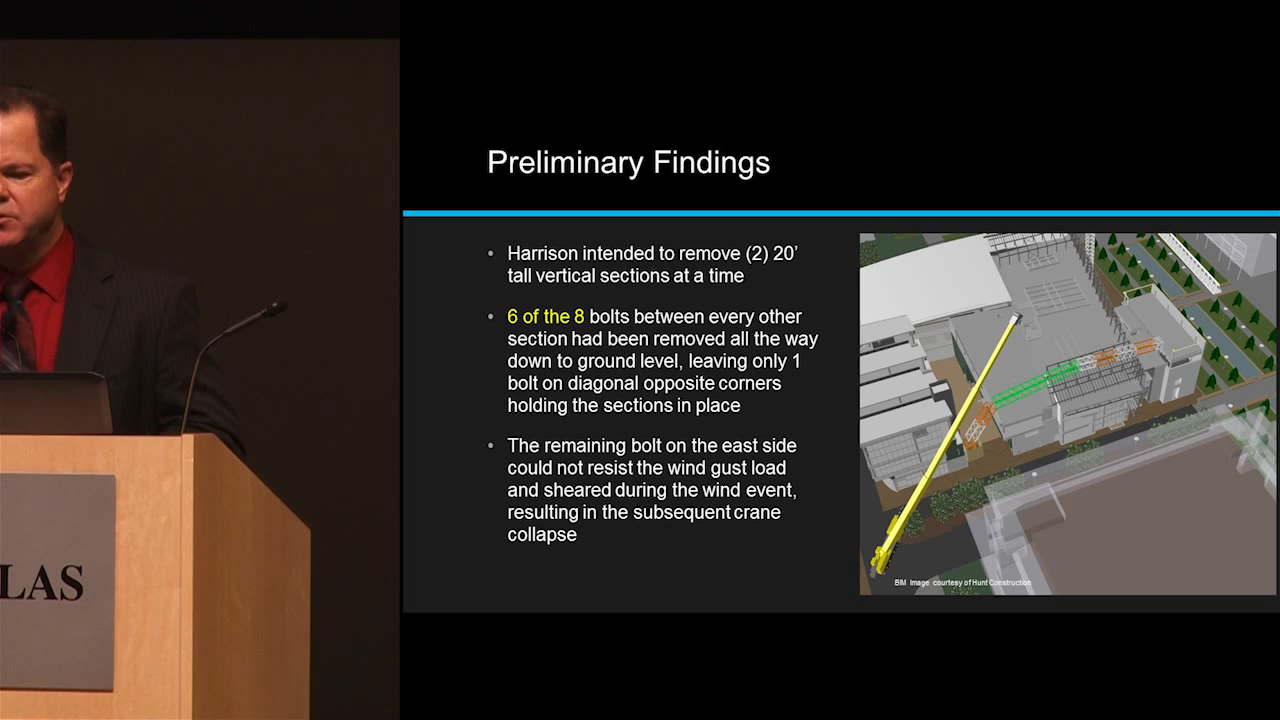 Preliminary Findings
• Harrison intended to remove (2) 20’
tall vertical sections at a time
• 6 of the 8 bolts between every other
section had been removed all the way
down to ground level, leaving only 1
bolt on diagonal opposite corners
holding the sections in place
• The remaining bolt on the east side
could not resist the wind gust load
and sheared during the wind event,
resulting in the subsequent crane
collapse
BIM Image courtesy of Hunt Construction
LAS